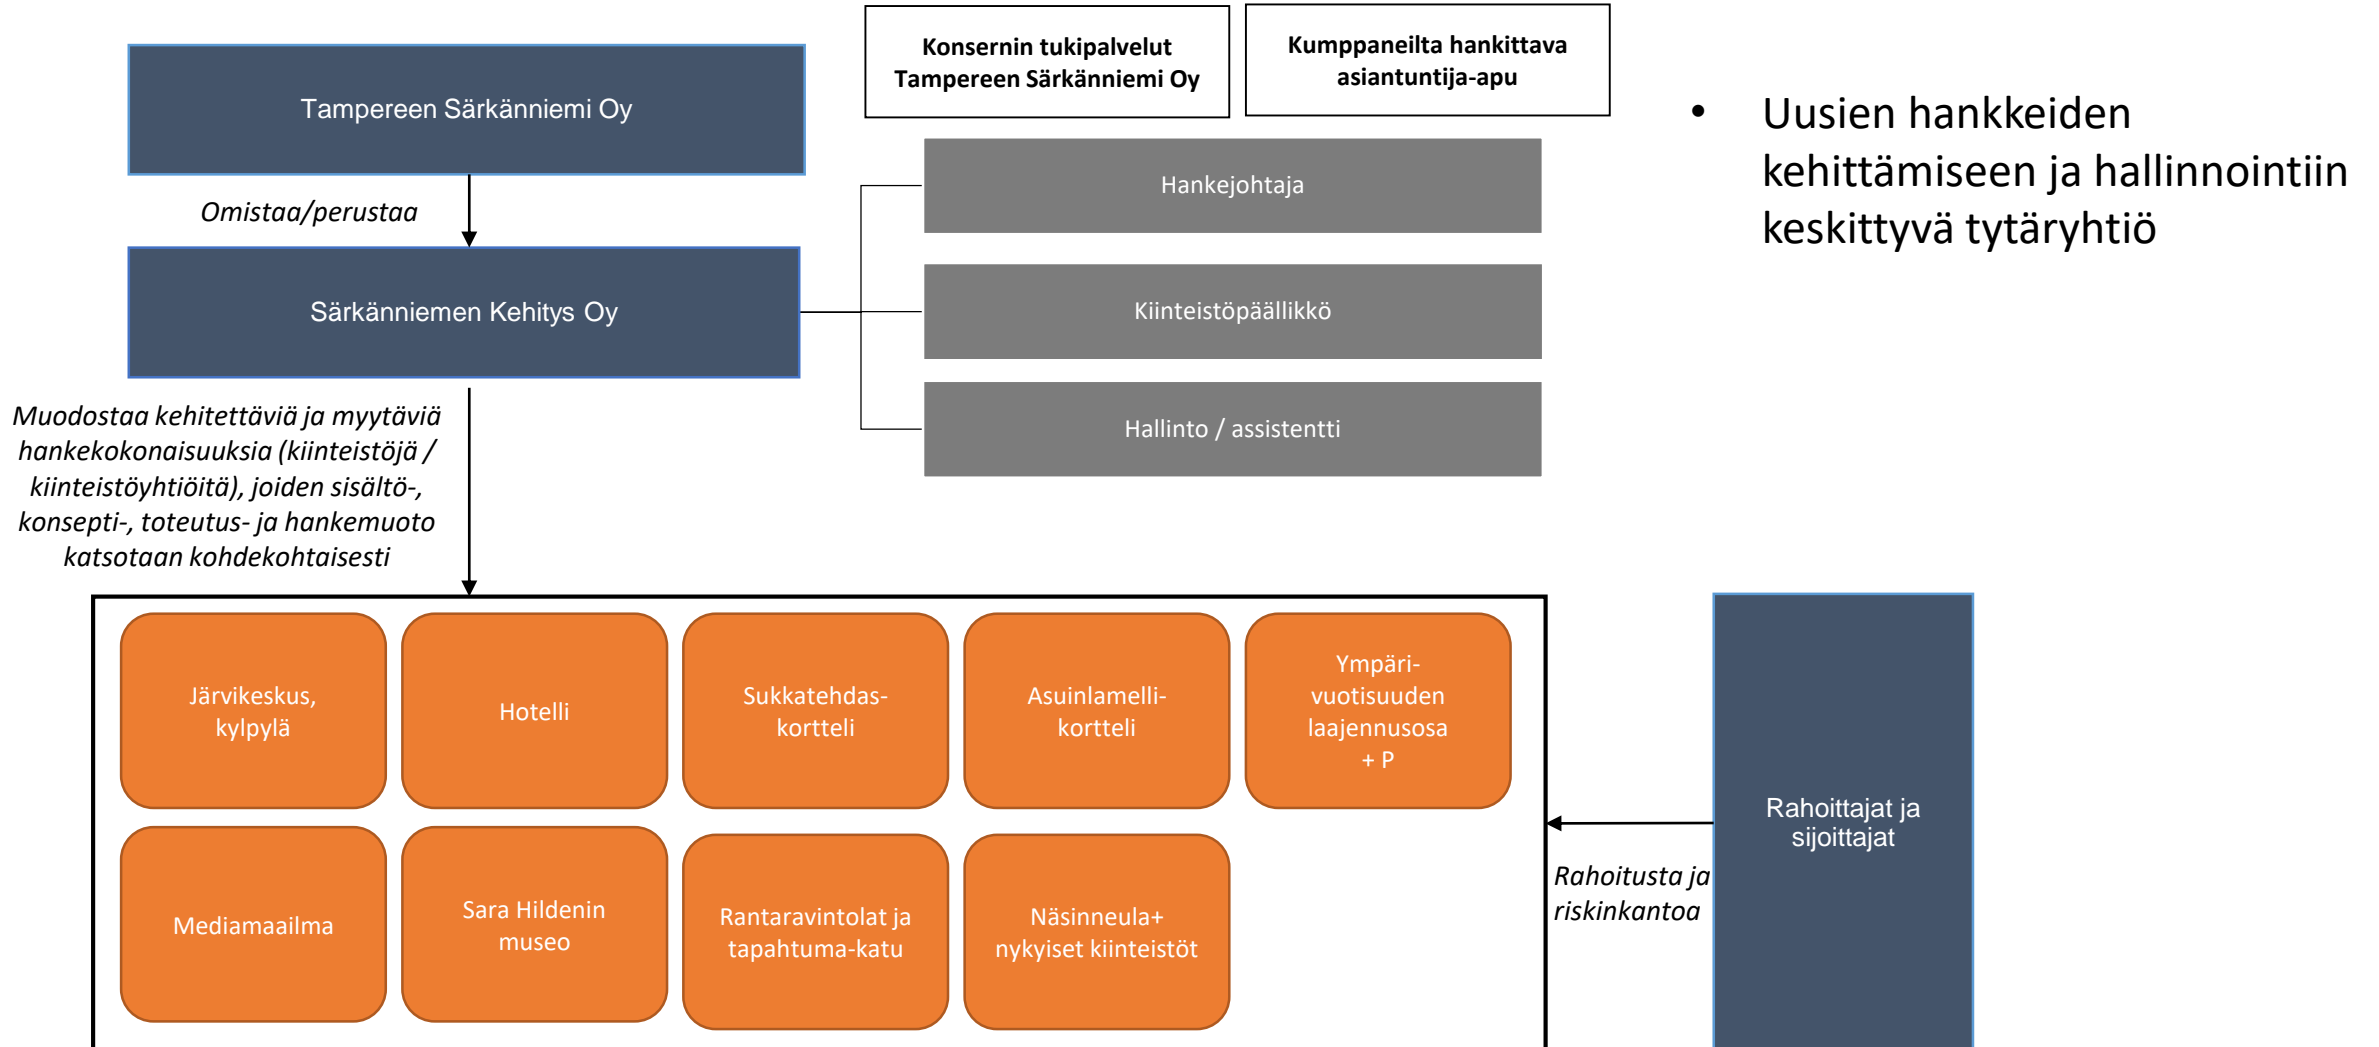 Konsernin tukipalvelut
Tampereen Särkänniemi Oy
Kumppaneilta hankittava
asiantuntija-apu
Tampereen Särkänniemi Oy
• Uusien hankkeiden
kehittämiseen ja hallinnointiin
keskittyvä tytäryhtiö
Omistaa/perustaa
Hankejohtaja
Särkänniemen Kehitys Oy
Kiinteistöpäällikkö
Hallinto / assistentti
Muodostaa kehitettäviä ja myytäviä
hankekokonaisuuksia (kiinteistöjä /
kiinteistöyhtiöitä), joiden sisältö-,
konsepti-, toteutus- ja hankemuoto
katsotaan kohdekohtaisesti
Järvikeskus,
kylpylä
Hotelli
Sukkatehdas-
kortteli
Asuinlamelli-
kortteli
Ympäri-
vuotisuuden
laajennusosa
+ P
Mediamaailma
Sara Hildenin
museo
Rantaravintolat ja
tapahtuma-katu
Näsinneula+
nykyiset kiinteistöt
Rahoittajat ja
sijoittajat
Rahoitusta ja
riskinkantoa